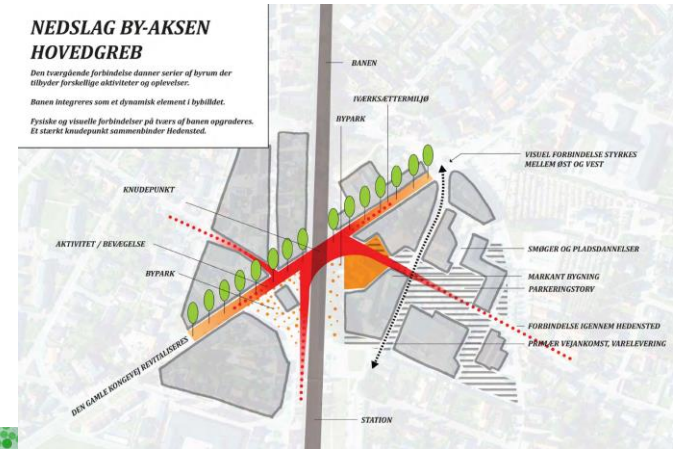 NEDSLAG BY-AKSEN
HOVEDGREB
Den tværgående forbindelse danner serier af byrum der
tilbyder forskellige aktiviteter og oplevelser.
Banen integreres som et dynamisk element i bybilldet.
Fysiske og visuelle forbindelser på tværs af banen opgraderes.
Et stærkt knudepunkt sammenbinder Hedensted.
BANEN
IVÆRKSÆTTERMILJØ
BYPARK
VISUEL FORBINDELSE STYRKES
MELLEM ØST OG VEST
KNUDEPUNKT
AKTIVITET / BEVÆGELSE
BYPARK
SMØGER OG PLADSDANNELSER
MARKANT BYGNING
PARKERINGSTORV
FORBINDELSE IGENNEM HEDENSTED
PRIMÆR VEJANKOMST, VARELEVERING
DEN GAMLE KONGEVEJ REVITALISERES
STATION